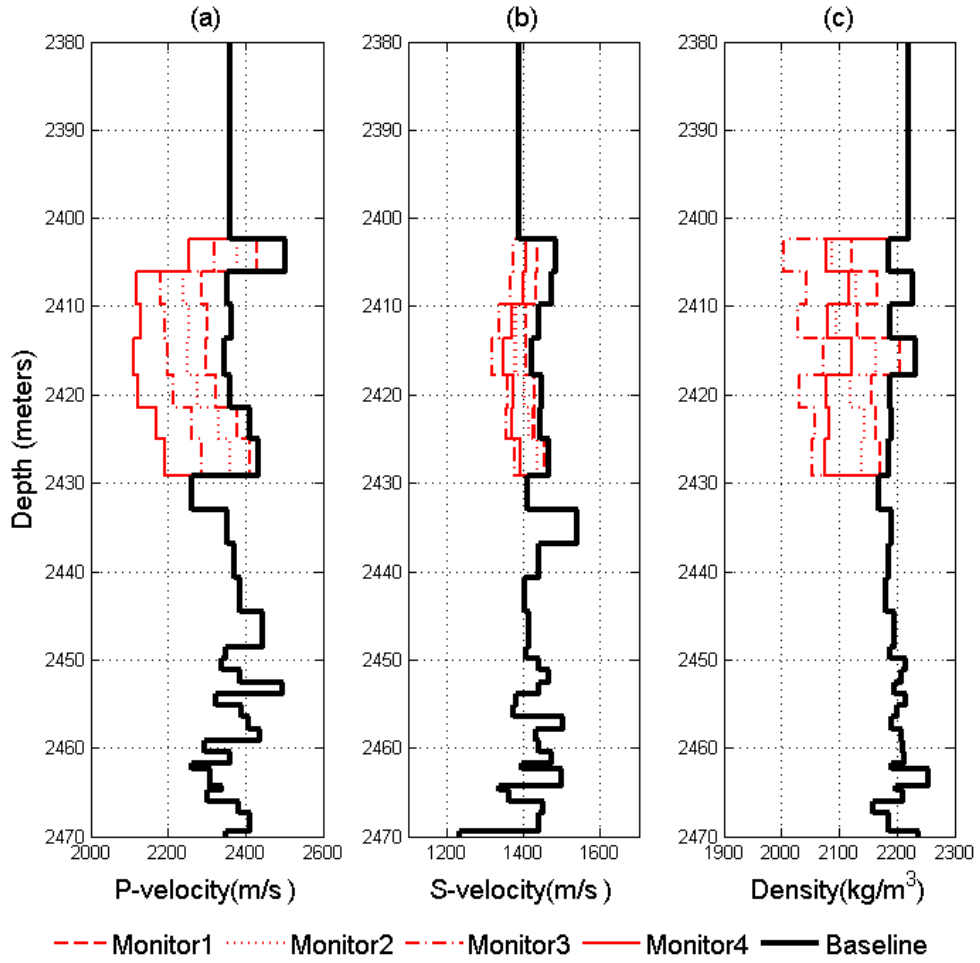 (a) (b) (c)
2380 2380 2380
2390 2390 2390
2400 2400 2400
2410 2410 2410
2420 2420 2420
2430 2430 2430
2440 2440 2440
2450 2450 2450
2460 2460 2460
2470 2470 2470
Depth (meters)
2000 2200 2400 2600
1200 1400 1600
1900 2000 2100 2200 2300
P-velocity(m/s )
S-velocity(m/s )
Density(kg/m³)
Monitor1 Monitor2 Monitor3 Monitor4 Baseline